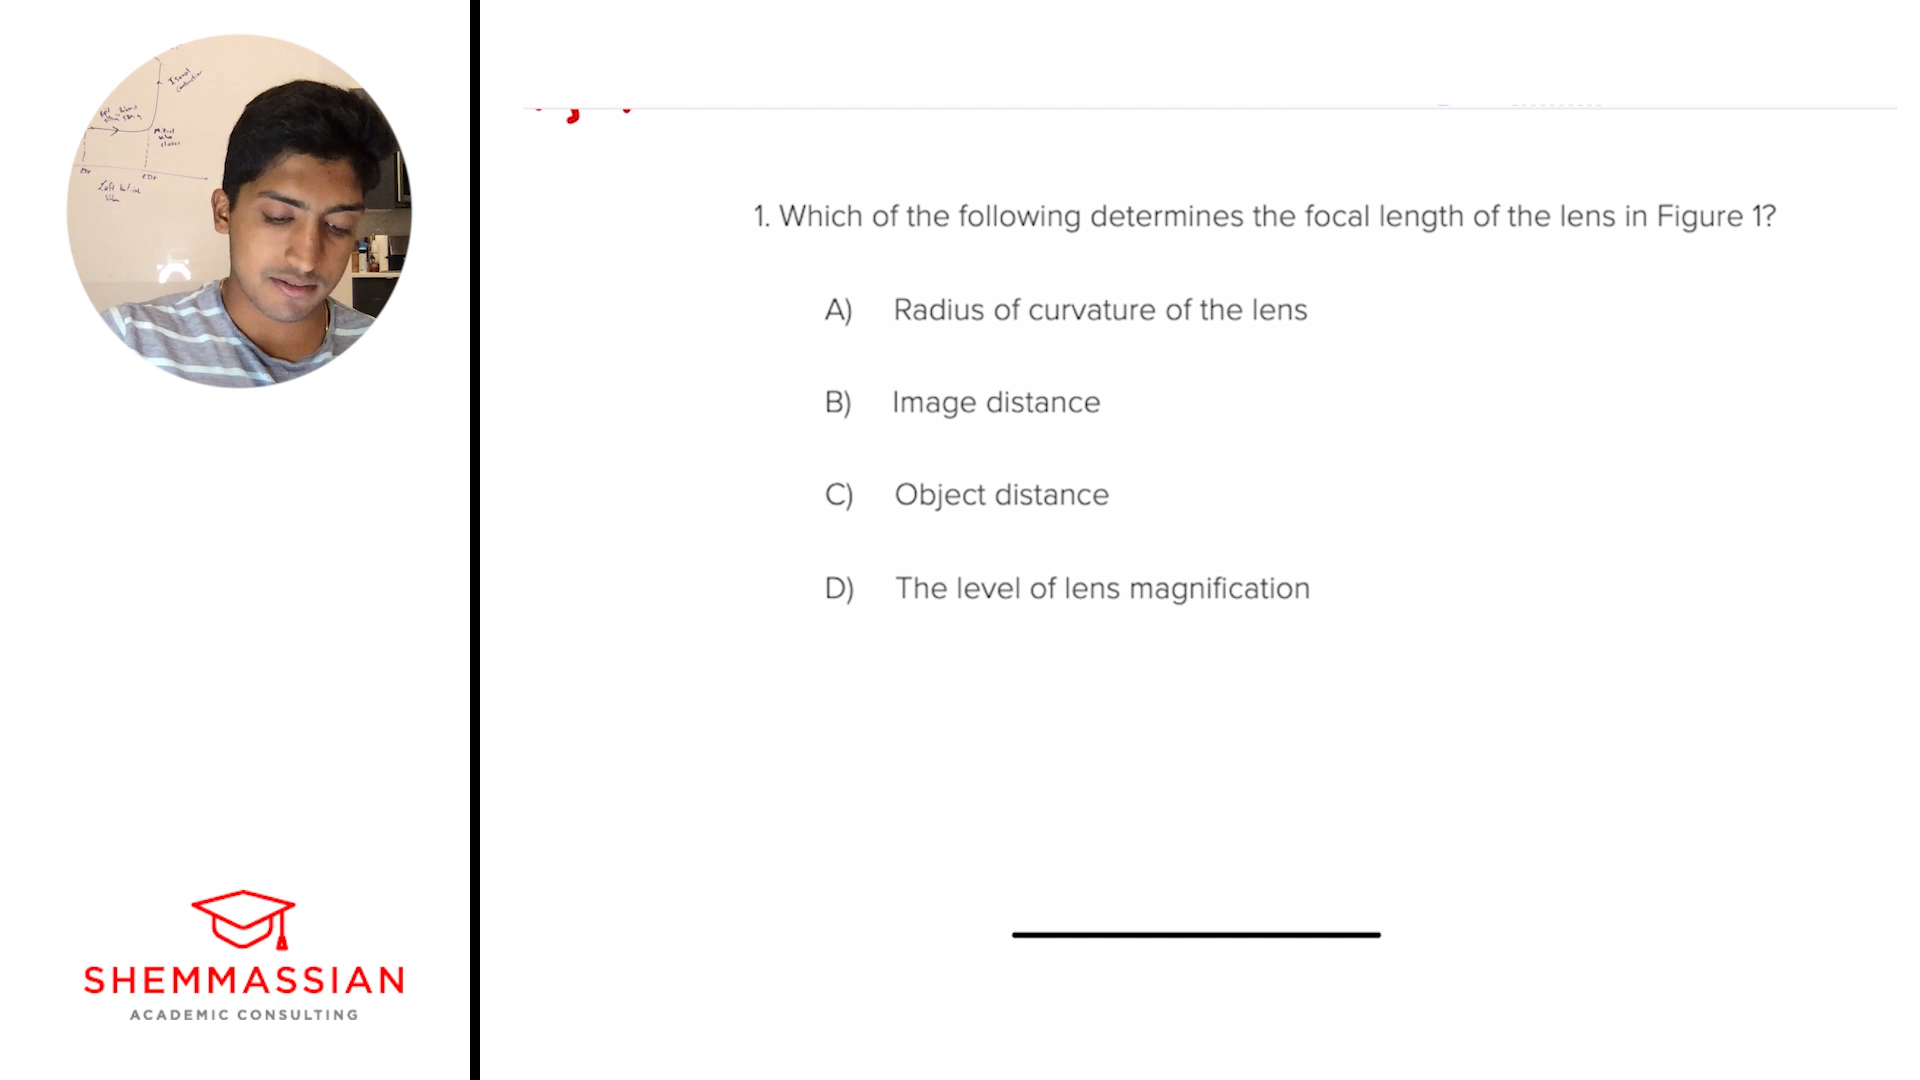 1. Which of the following determines the focal length of the lens in Figure 1?
A) Radius of curvature of the lens
B) Image distance
C) Object distance
D) The level of lens magnification
SHEMMASSIAN
ACADEMIC CONSULTING